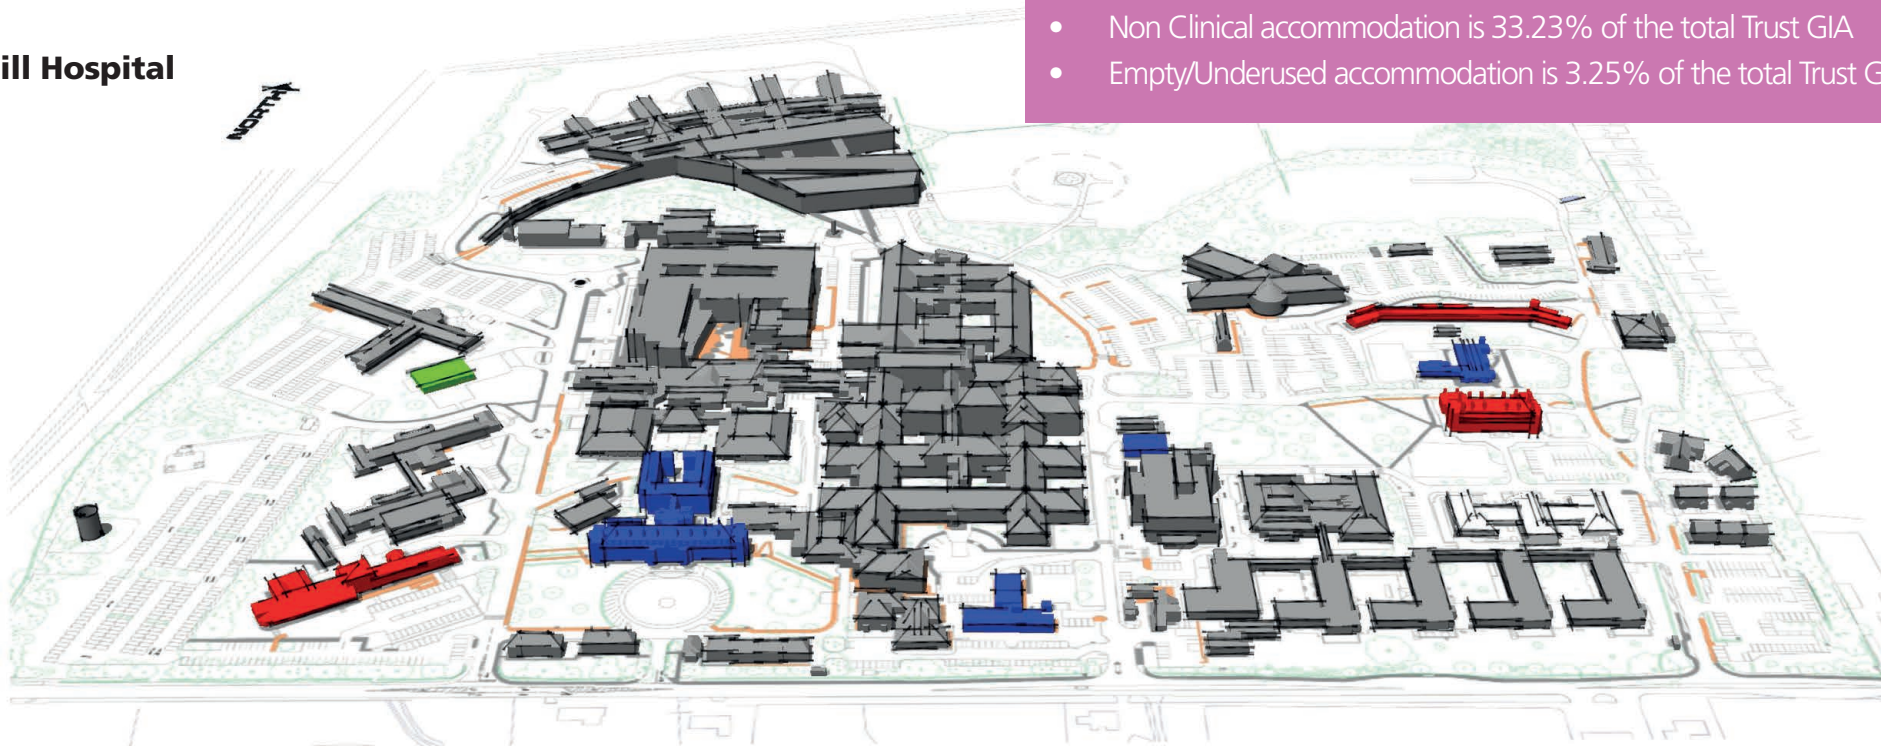 ill Hospital
NORTH
• Non Clinical accommodation is 33.23% of the total Trust GIA
• Empty/Underused accommodation is 3.25% of the total Trust G